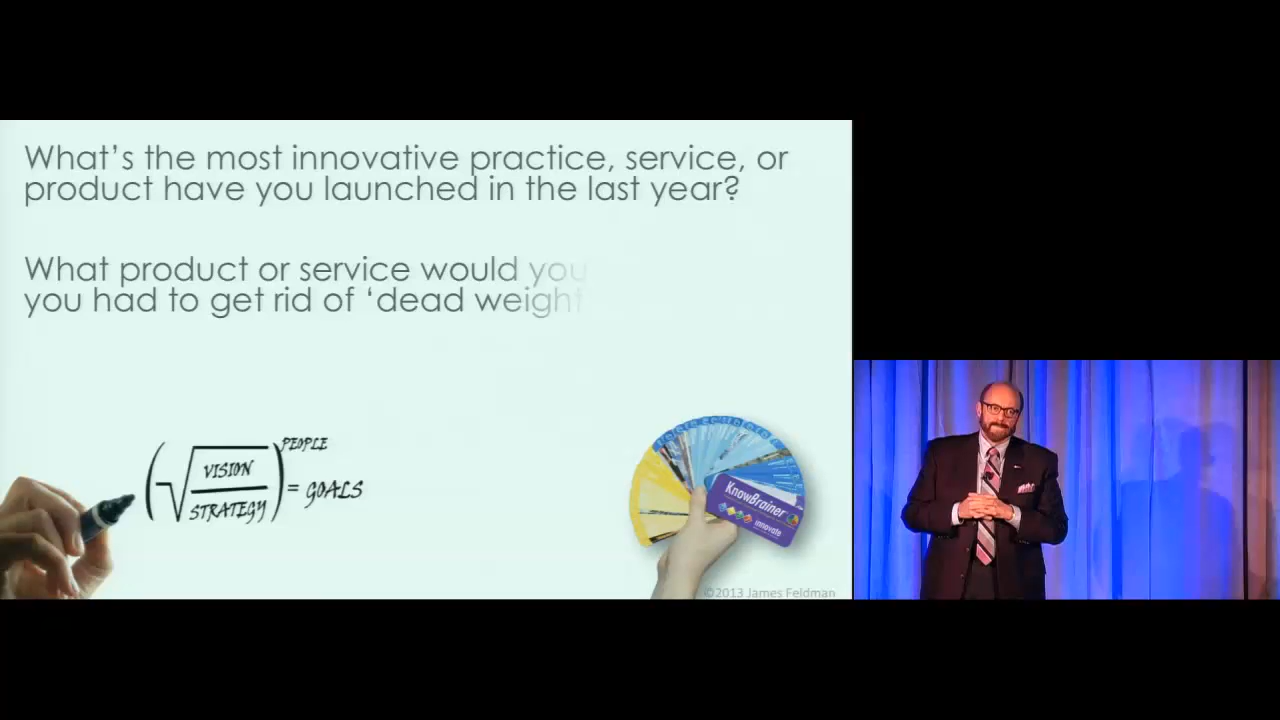 What's the most innovative practice, service, or
product have you launched in the last year?
What product or service would you
you had to get rid of 'dead weight
(√VISION
STRATEGY)PEOPLE = GOALS
KnowBrainer
innovate
©2013 James Feldman